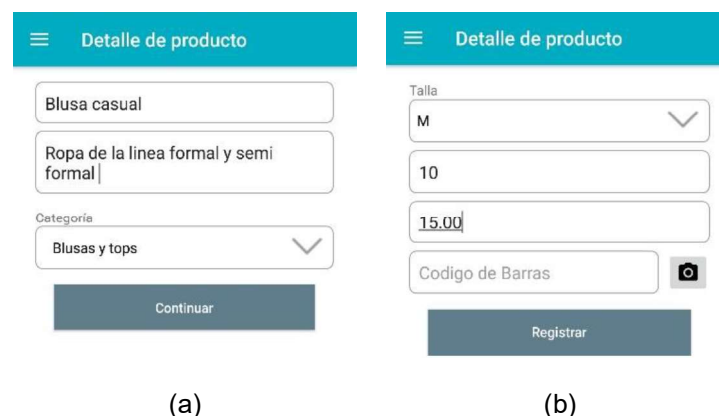 Detalle de producto
Blusa casual
Ropa de la linea formal y semi
formal
Categoría
Blusas y tops
Continuar
(a)
Detalle de producto
Talla
M
10
15.00
Codigo de Barras
Registrar
(b)